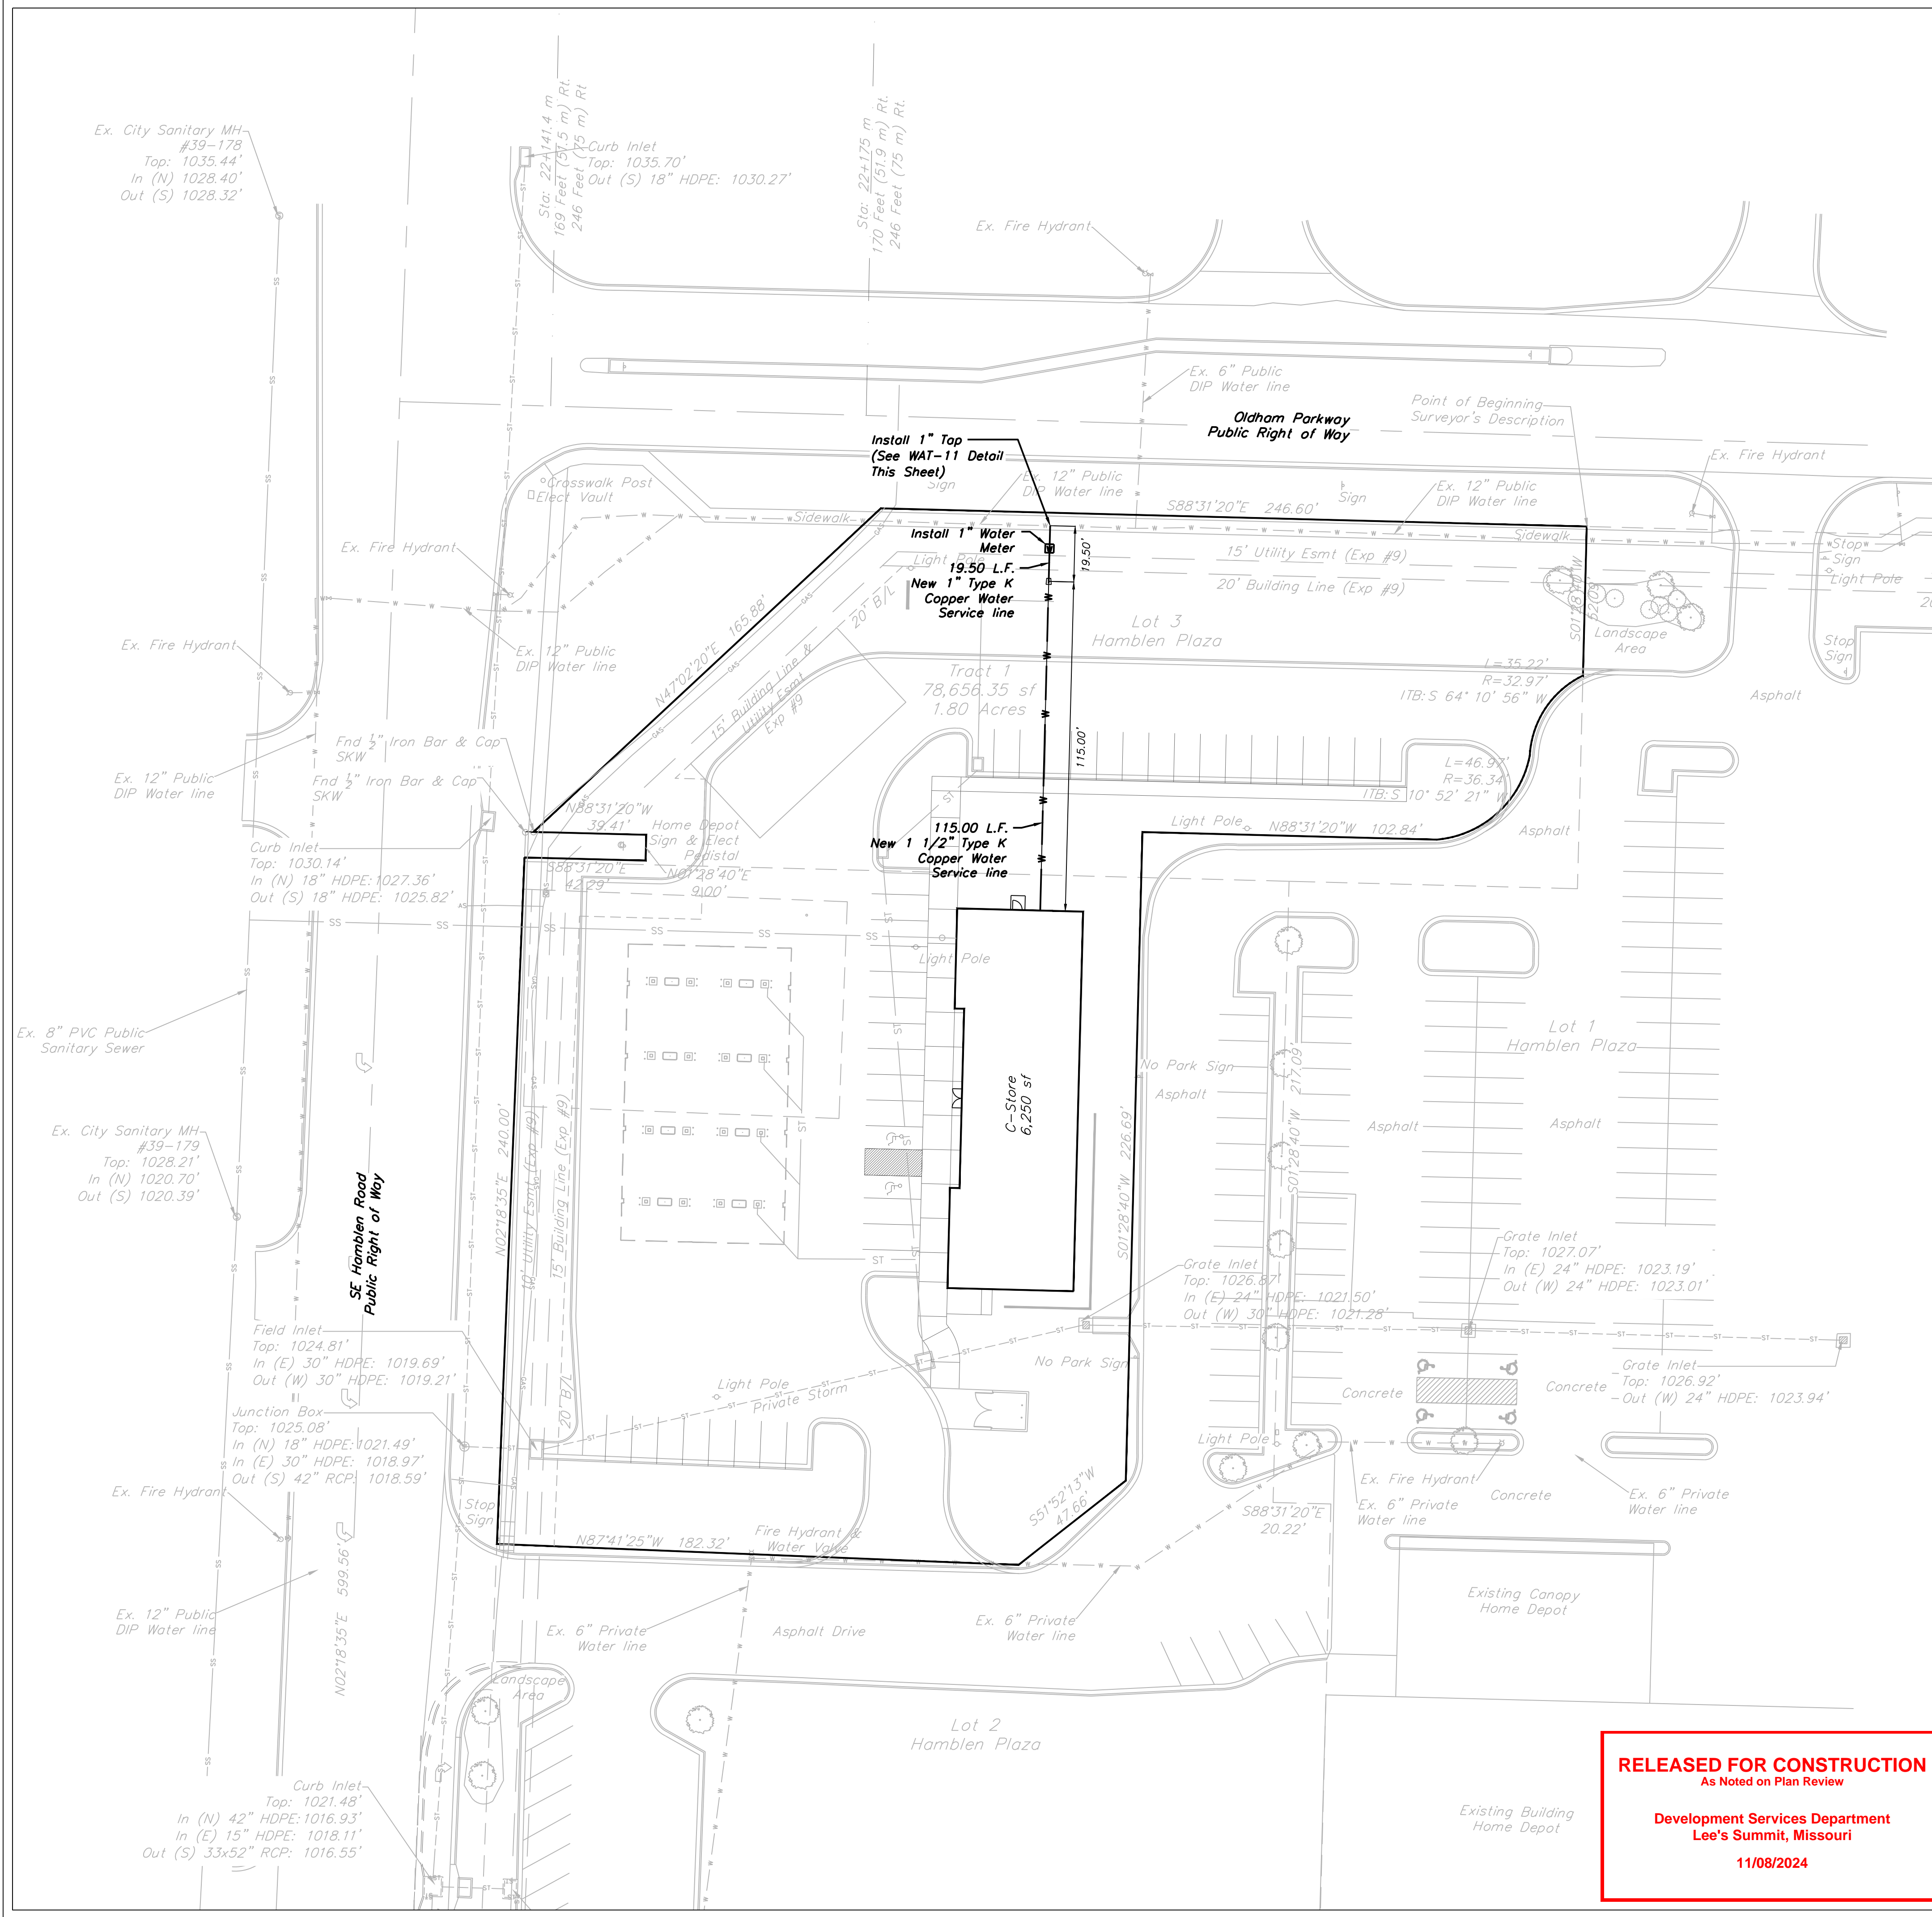 Ex. City Sanitary MH
#39-178
Top: 1035.44'
In (N) 1028.40'
Out (S) 1028.32'
Sta: 22+141.4 m
169 Feet (51.5 m) Rt.
246 Feet (75 m) Rt
Curb Inlet
Top: 1035.70'
Out (S) 18" HDPE: 1030.27'
Sta: 22+175 m
170 Feet (51.9 m) Rt.
246 Feet (75 m) Rt.
Ex. Fire Hydrant
Ex. 6" Public
DIP Water line
Oldham Parkway
Public Right of Way
Point of Beginning
Surveyor's Description
Install 1" Tap
(See WAT-11 Detail
This Sheet)
Sign
Ex. 12" Public
DIP Water line
Sign
Ex. 12" Public
DIP Water line
Ex. Fire Hydrant
Crosswalk Post
Elect Vault
S88°31'20"E 246.60'
Sidewalk
Sidewalk
Install 1" Water
Meter
19.50'
Light Pole
19.50 L.F.
New 1" Type K
Copper Water
Service line
15' Utility Esmt (Exp #9)
20' Building Line (Exp #9)
Stop
Sign
Light Pole
Ex. Fire Hydrant
Ex. Fire Hydrant
Ex. 12" Public
DIP Water line
N47°02'20"E 165.88'
20' B/L
15' Building Line &
Utility Esmt
Exp #9
Lot 3
Hamblen Plaza
Tract 1
78,656.35 sf
1.80 Acres
Landscape
Area
Stop
Sign
L=35.22'
R=32.97'
ITB: S 64° 10' 56" W
Asphalt
Fnd ½" Iron Bar & Cap
SKW
Fnd ½" Iron Bar & Cap
SKW
Ex. 12" Public
DIP Water line
115.00'
L=46.97'
R=36.34'
ITB: S 10° 52' 21" W
N88°31'20"W
39.41'
Home Depot
Sign & Elect
Pedistal
115.00 L.F.
New 1 1/2" Type K
Copper Water
Service line
Light Pole
N88°31'20"W 102.84'
Asphalt
Curb Inlet
Top: 1030.14'
In (N) 18" HDPE: 1027.36'
Out (S) 18" HDPE: 1025.82'
S88°31'20"E
42.29'
N01°28'40"E
9.00'
Light Pole
Ex. 8" PVC Public
Sanitary Sewer
C-Store
6,250 sf
No Park Sign
Asphalt
Lot 1
Hamblen Plaza
Asphalt
Asphalt
Ex. City Sanitary MH
#39-179
Top: 1028.21'
In (N) 1020.70'
Out (S) 1020.39'
SE Hamblen Road
Public Right of Way
N02°18'35"E 240.00'
10' Utility Esmt (Exp #9)
15' Building Line (Exp #9)
S01°28'40"W 226.69'
S01°28'40"W 217.09'
Grate Inlet
Top: 1026.87'
In (E) 24" HDPE: 1021.50'
Out (W) 30" HDPE: 1021.28'
Grate Inlet
Top: 1027.07'
In (E) 24" HDPE: 1023.19'
Out (W) 24" HDPE: 1023.01'
Field Inlet
Top: 1024.81'
In (E) 30" HDPE: 1019.69'
Out (W) 30" HDPE: 1019.21'
20' B/L
No Park Sign
Light Pole
Private Storm
Concrete
Concrete
Grate Inlet
Top: 1026.92'
Out (W) 24" HDPE: 1023.94'
Junction Box
Top: 1025.08'
In (N) 18" HDPE: 1021.49'
In (E) 30" HDPE: 1018.97'
Out (S) 42" RCP: 1018.59'
Light Pole
Ex. Fire Hydrant
Stop
Sign
Ex. Fire Hydrant
Ex. 6" Private
Water line
Concrete
Ex. 6" Private
Water line
S51°52'13"W
47.66'
S88°31'20"E
20.22'
N87°41'25"W 182.32'
Fire Hydrant &
Water Valve
N02°18'35"E 599.56'
Ex. 12" Public
DIP Water line
Ex. 6" Private
Water line
Asphalt Drive
Ex. 6" Private
Water line
Existing Canopy
Home Depot
Landscape
Area
Lot 2
Hamblen Plaza
Curb Inlet
Top: 1021.48'
In (N) 42" HDPE: 1016.93'
In (E) 15" HDPE: 1018.11'
Out (S) 33x52" RCP: 1016.55'
Existing Building
Home Depot
RELEASED FOR CONSTRUCTION
As Noted on Plan Review
Development Services Department
Lee's Summit, Missouri
11/08/2024